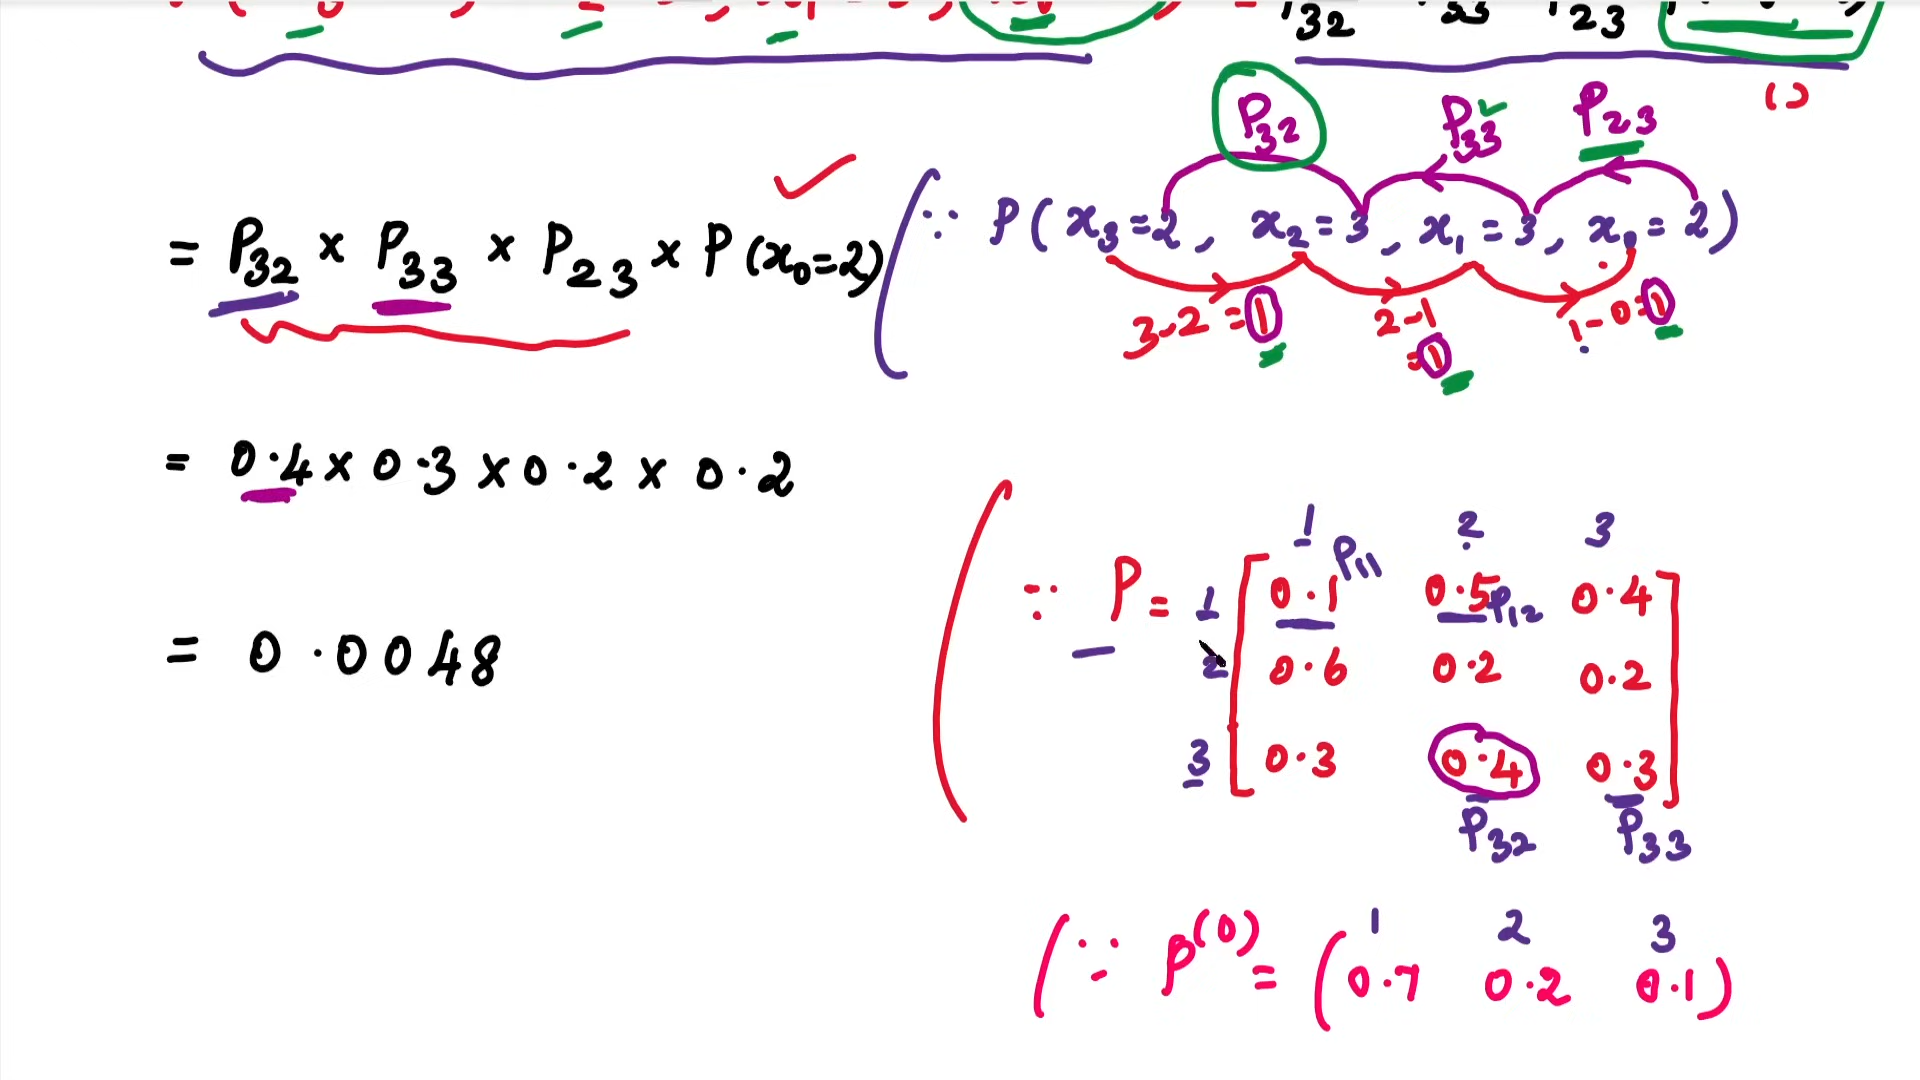 32 33 23
P32 P33 P23 ()
= P32 × P33 × P23 × P(x0=2)
∵ P(x3=2, x2=3, x1=3, x0=2)
3-2=1 2-1=1 1-0=1
= 0.4 × 0.3 × 0.2 × 0.2
1 2 3
∵ P = 1 [0.1 P11 0.5 P12 0.4]
2 0.6 0.2 0.2
3 0.3 0.4 0.3
P32 P33
= 0.0048
1 2 3
(∵ p(0) = (0.7 0.2 0.1)